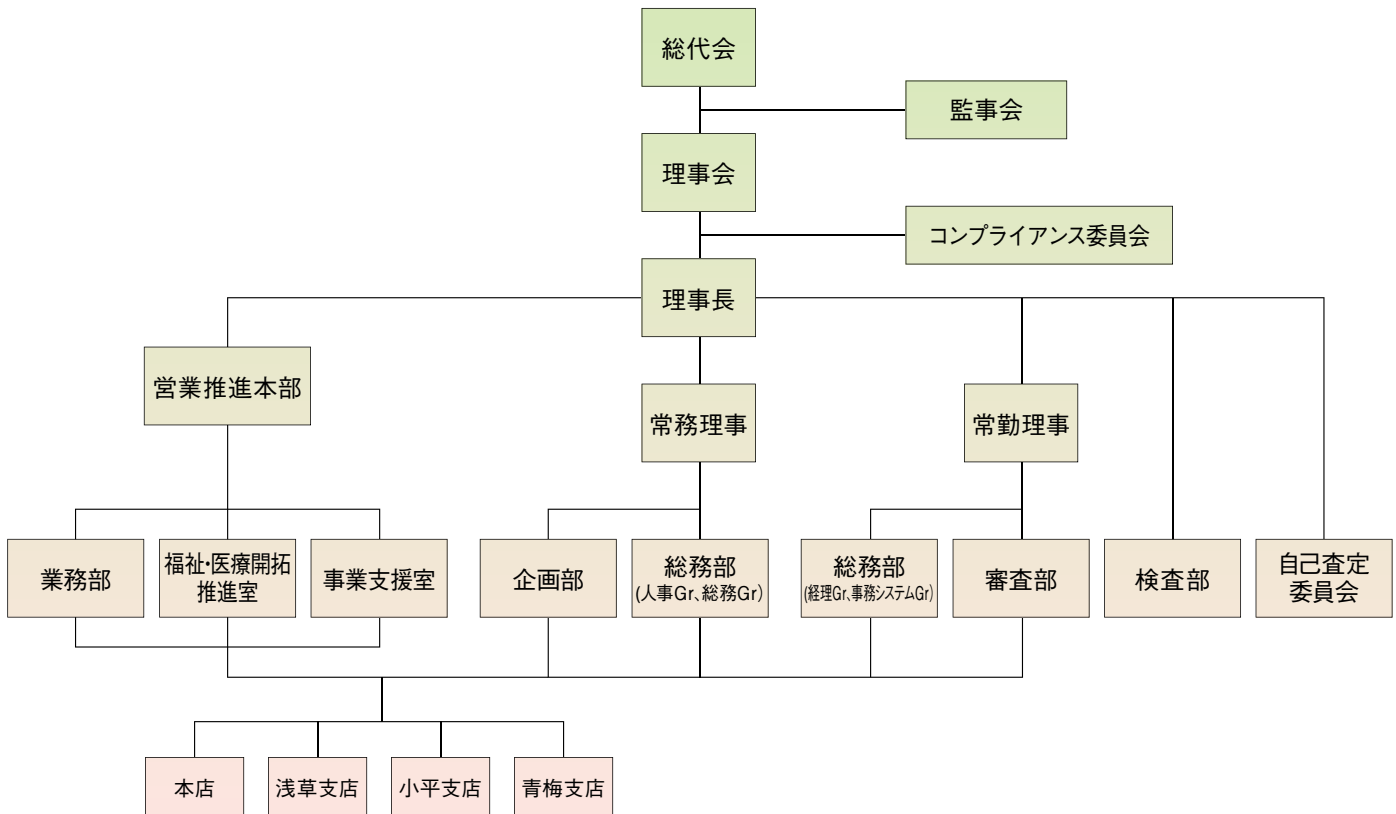 総代会
監事会
理事会
コンプライアンス委員会
理事長
営業推進本部
常務理事
常勤理事
業務部
福祉・医療開拓
推進室
事業支援室
企画部
総務部
(人事Gr、総務Gr)
総務部
(経理Gr、事務システムGr)
審査部
検査部
自己査定
委員会
本店
浅草支店
小平支店
青梅支店